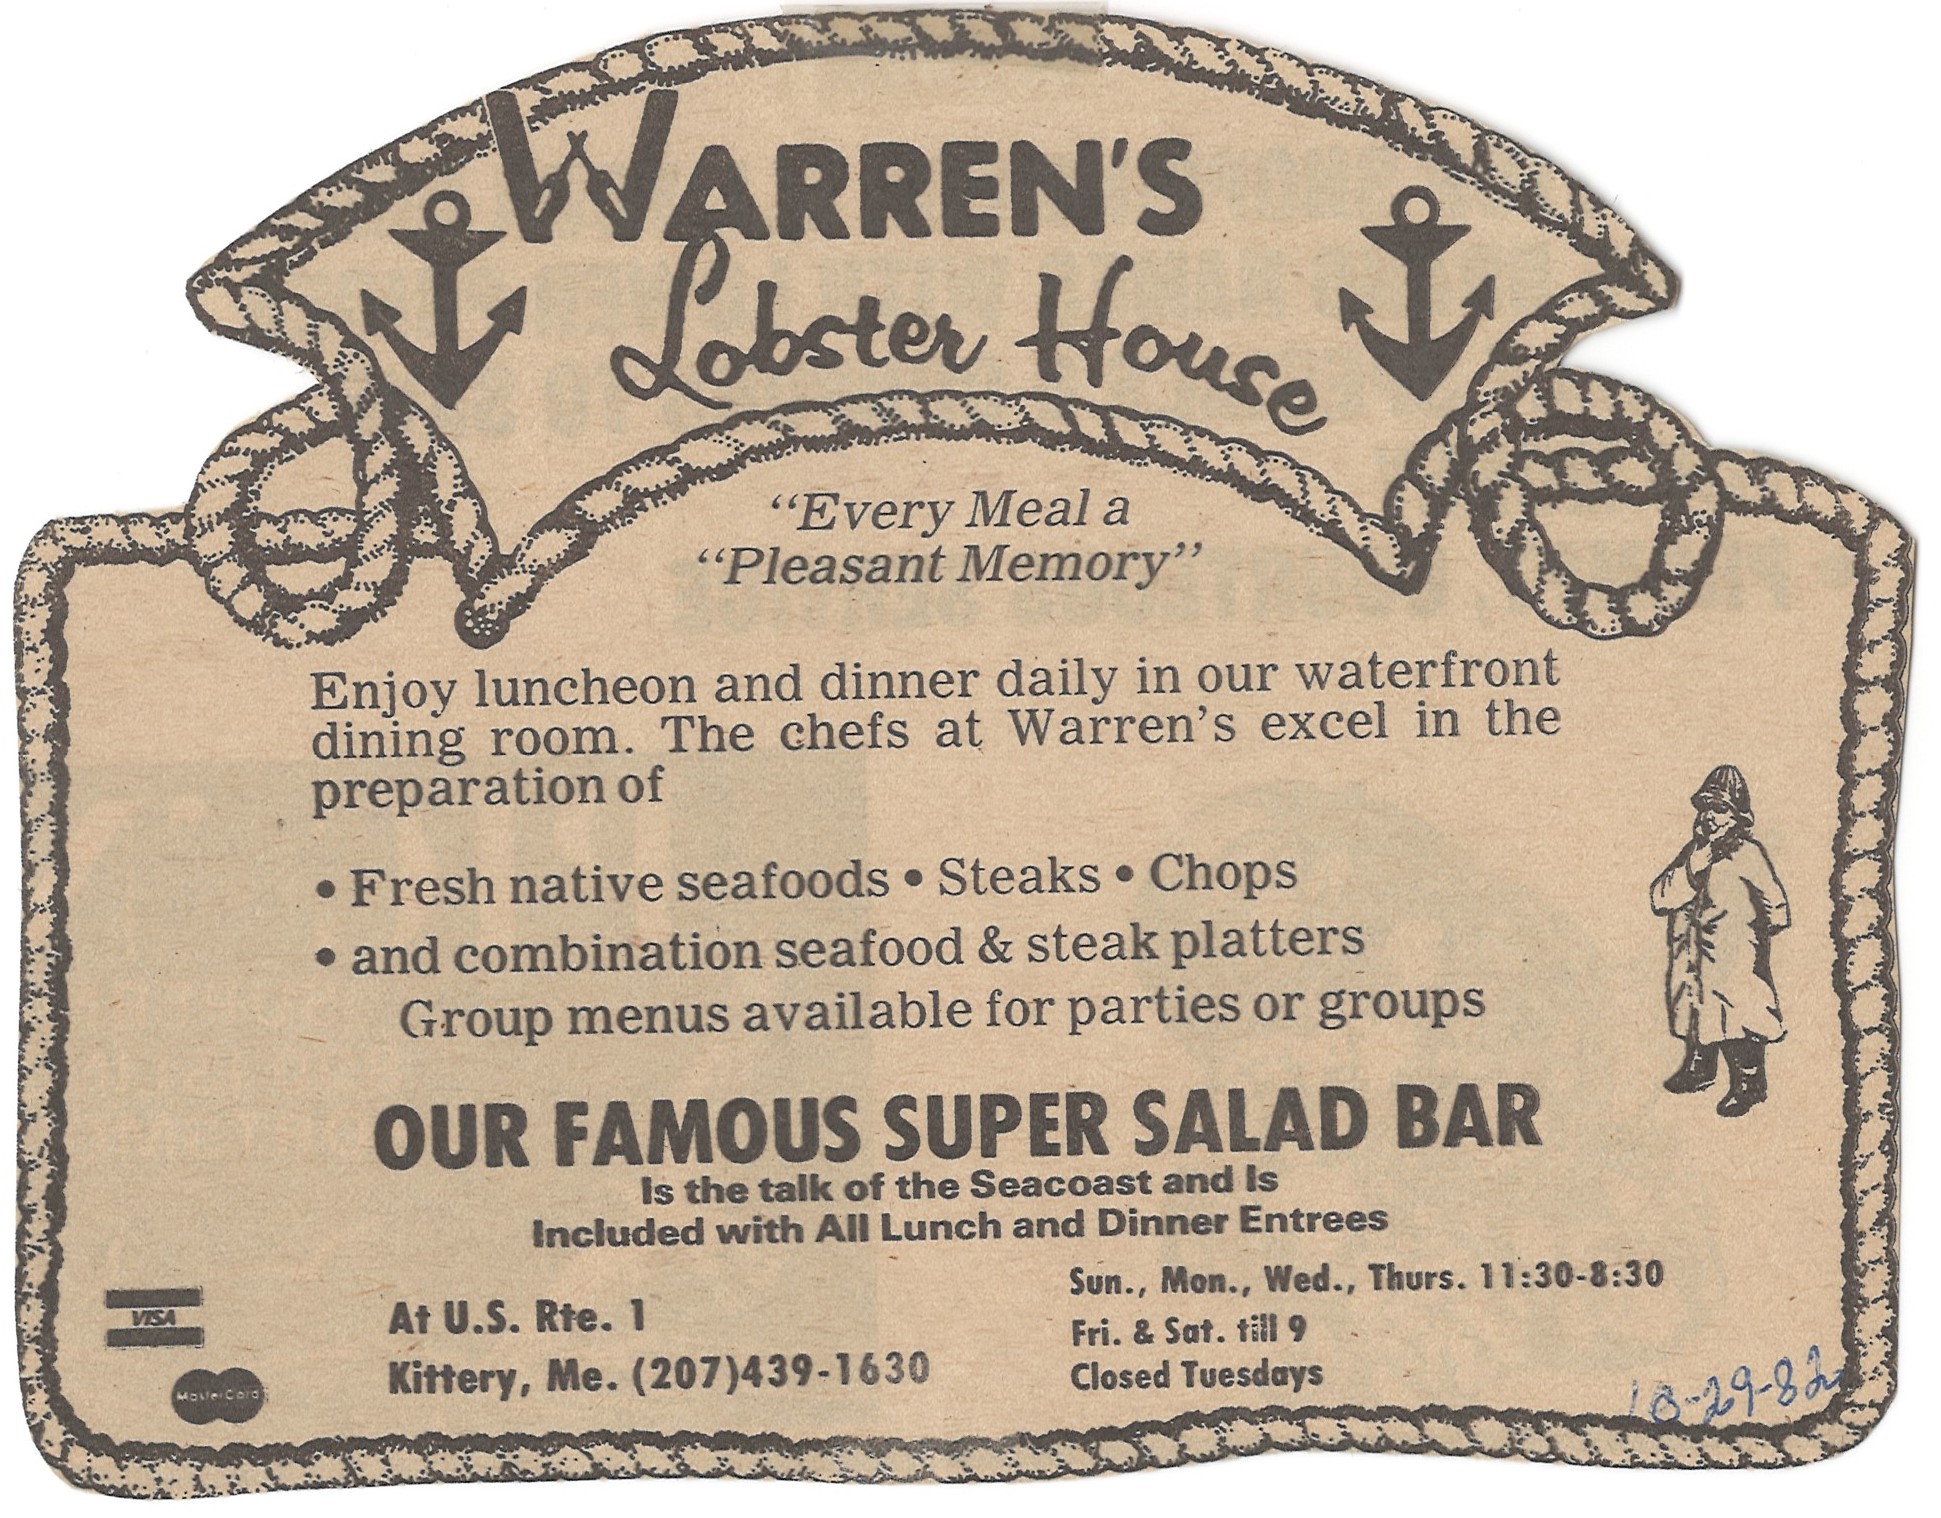 WARREN'S
Lobster House
"Every Meal a
"Pleasant Memory"
Enjoy luncheon and dinner daily in our waterfront
dining room. The chefs at Warren's excel in the
preparation of
• Fresh native seafoods • Steaks • Chops
• and combination seafood & steak platters
Group menus available for parties or groups
OUR FAMOUS SUPER SALAD BAR
Is the talk of the Seacoast and Is
Included with All Lunch and Dinner Entrees
VISA
MasterCard
At U.S. Rte. 1
Kittery, Me. (207)439-1630
Sun., Mon., Wed., Thurs. 11:30-8:30
Fri. & Sat. till 9
Closed Tuesdays
10-29-82